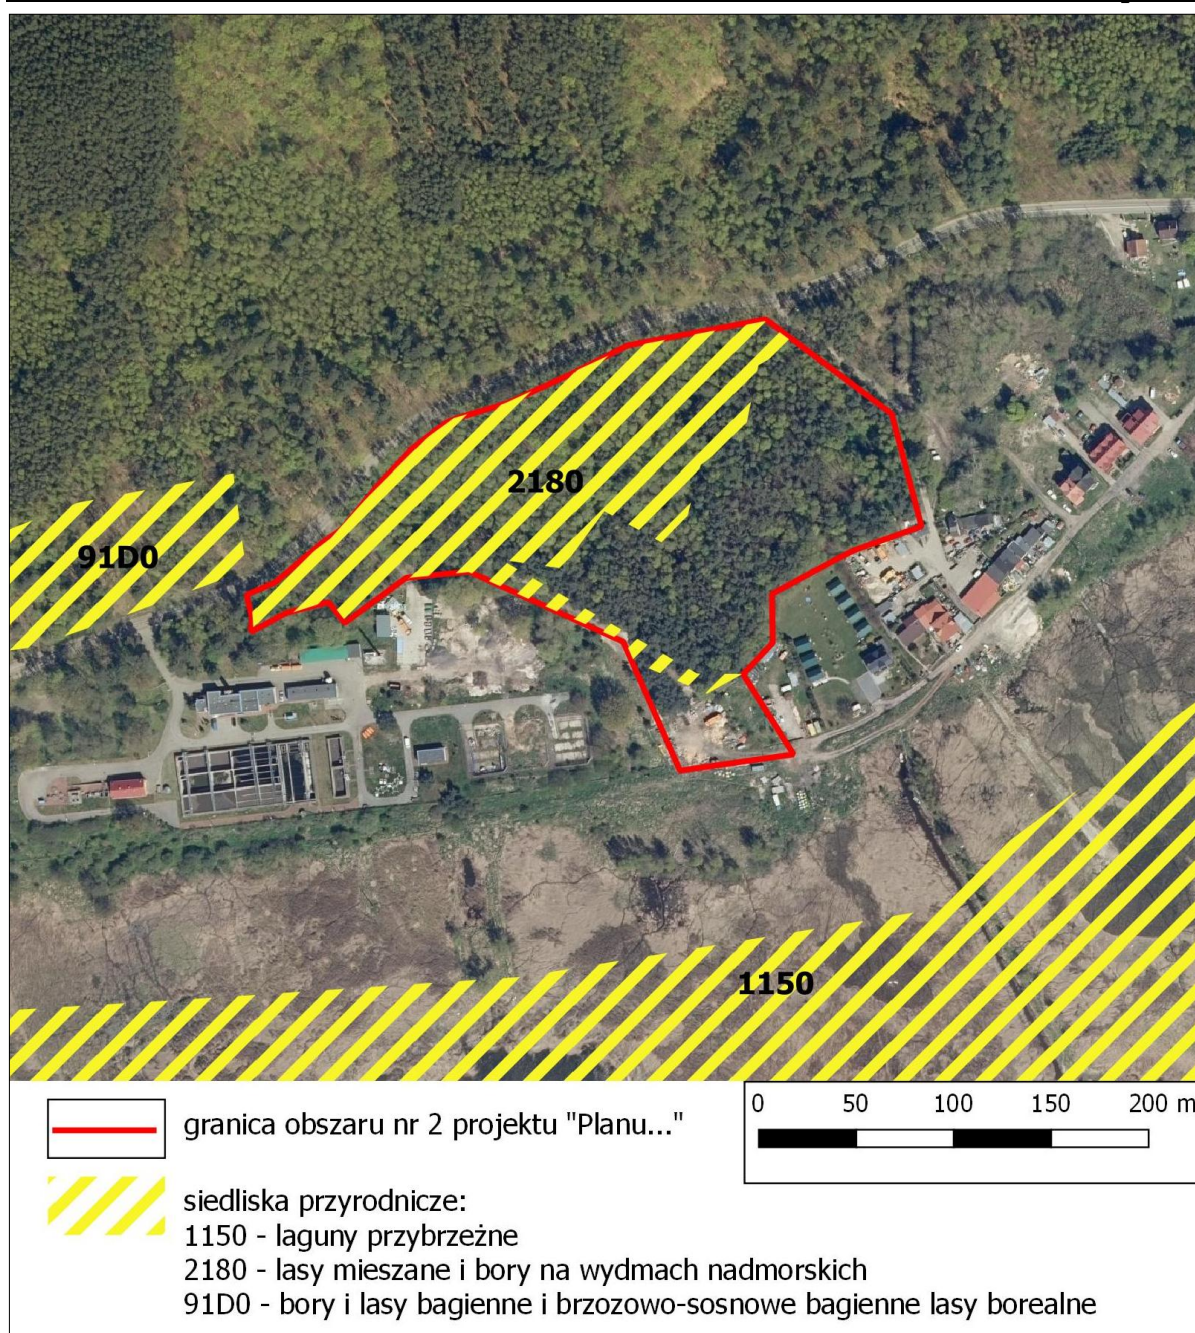 2180
91D0
1150
0 50 100 150 200 m
granica obszaru nr 2 projektu "Planu..."
siedliska przyrodnicze:
1150 - laguny przybrzeżne
2180 - lasy mieszane i bory na wydmach nadmorskich
91D0 - bory i lasy bagienne i brzozowo-sosnowe bagienne lasy borealne